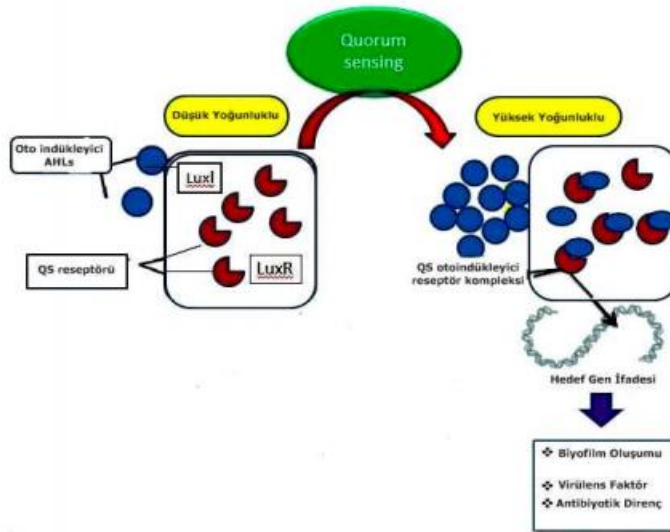 Quorum
sensing
Düşük Yoğunluklu
Yüksek Yoğunluklu
Oto indükleyici
AHLs
LuxI
QS reseptörü
LuxR
QS otoindükleyici
reseptör kompleksi
Hedef Gen İfadesi
❖ Biyofilm Oluşumu
❖ Virülens Faktör
❖ Antibiyotik Direnç